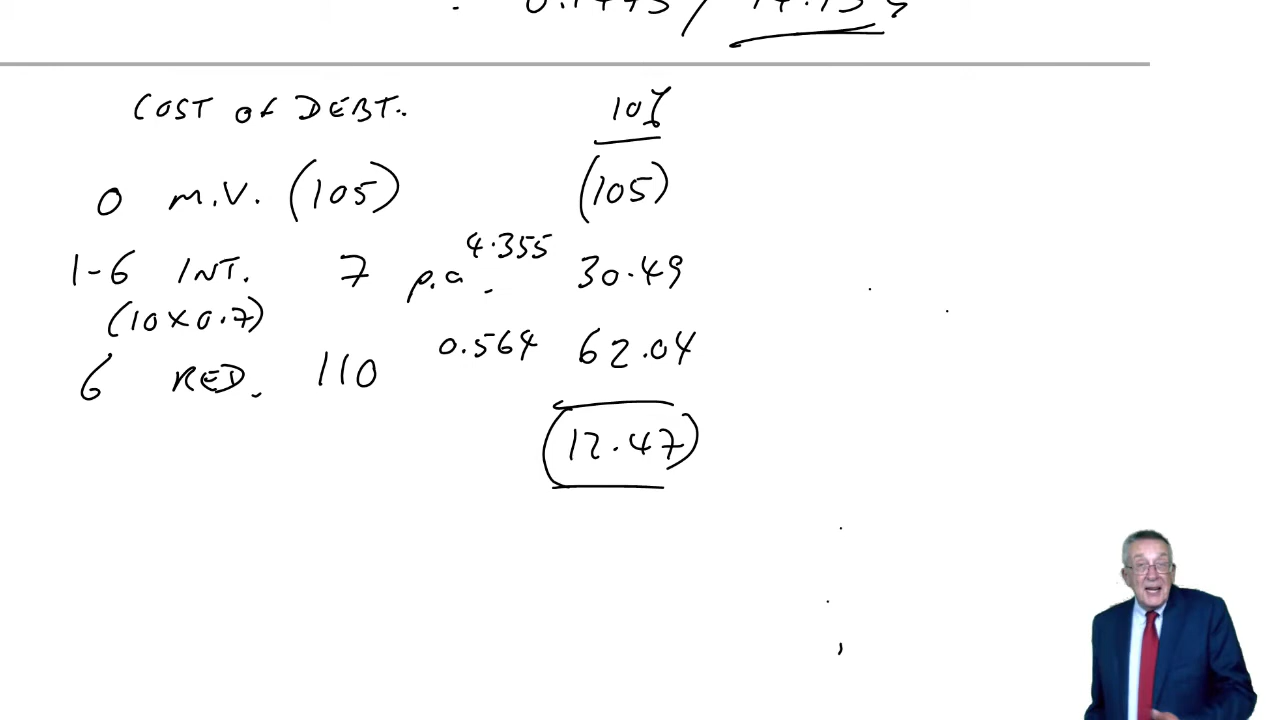 COST of DEBT. 10%
0 M.V. (105) (105)
1-6 INT. 7 p.a. 4.355 30.49
(10 x 0.7)
6 RED. 110 0.564 62.04
(12.47)